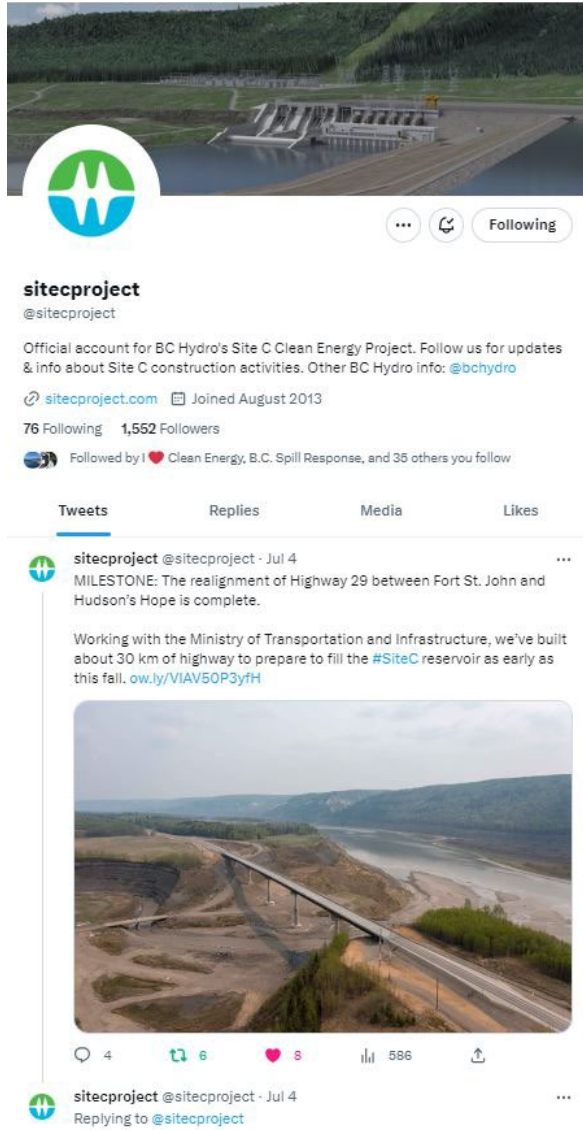 Following
sitecproject
@sitecproject
Official account for BC Hydro's Site C Clean Energy Project. Follow us for updates
& info about Site C construction activities. Other BC Hydro info: @bchydro
sitecproject.com Joined August 2013
76 Following 1,552 Followers
Followed by I ❤ Clean Energy, B.C. Spill Response, and 35 others you follow
Tweets Replies Media Likes
sitecproject @sitecproject · Jul 4
MILESTONE: The realignment of Highway 29 between Fort St. John and
Hudson's Hope is complete.
Working with the Ministry of Transportation and Infrastructure, we've built
about 30 km of highway to prepare to fill the #SiteC reservoir as early as
this fall. ow.ly/VIAV50P3yfH
4 6 8 586
sitecproject @sitecproject · Jul 4
Replying to @sitecproject